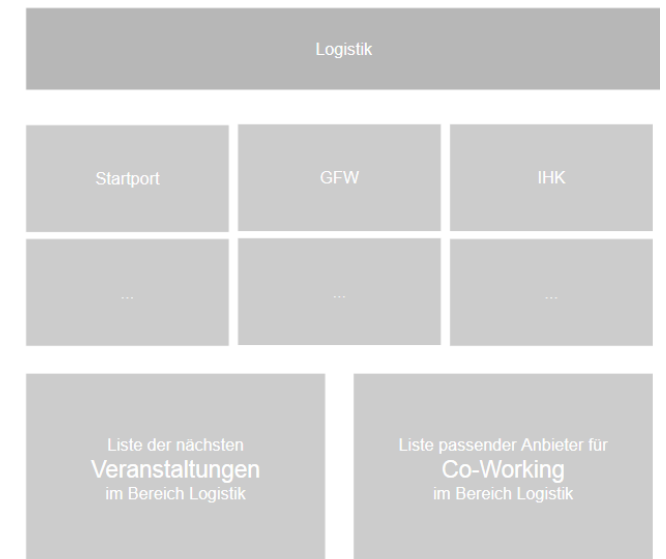 Logistik
Startport
GFW
IHK
...
...
...
Liste der nächsten
Veranstaltungen
im Bereich Logistik
Liste passender Anbieter für
Co-Working
im Bereich Logistik